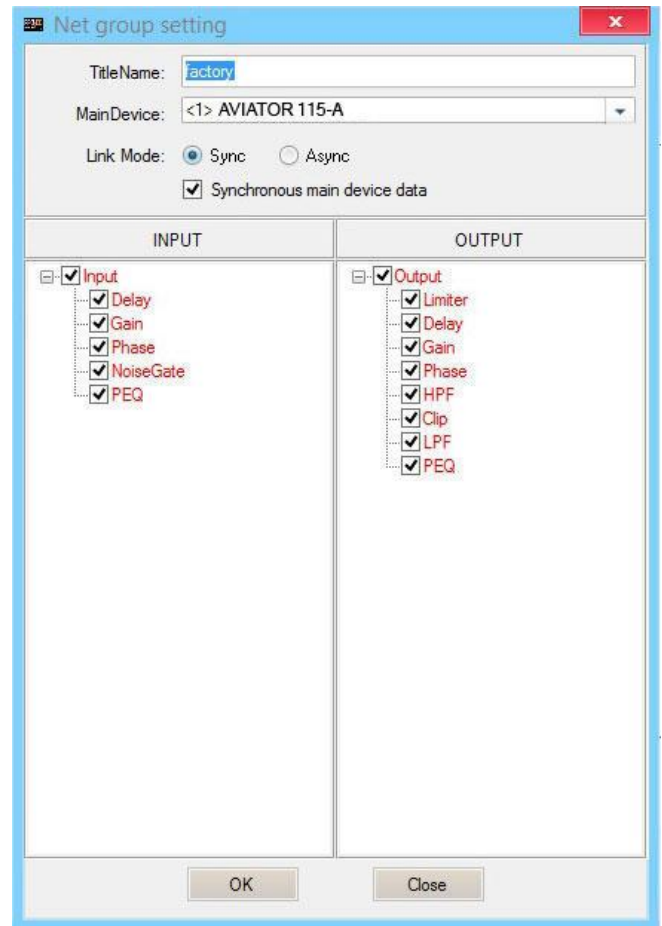 Net group setting
TitleName: factory
MainDevice: <1> AVIATOR 115-A
Link Mode: Sync Async
Synchronous main device data
INPUT OUTPUT
Input
Delay
Gain
Phase
NoiseGate
PEQ
Output
Limiter
Delay
Gain
Phase
HPF
Clip
LPF
PEQ
OK Close